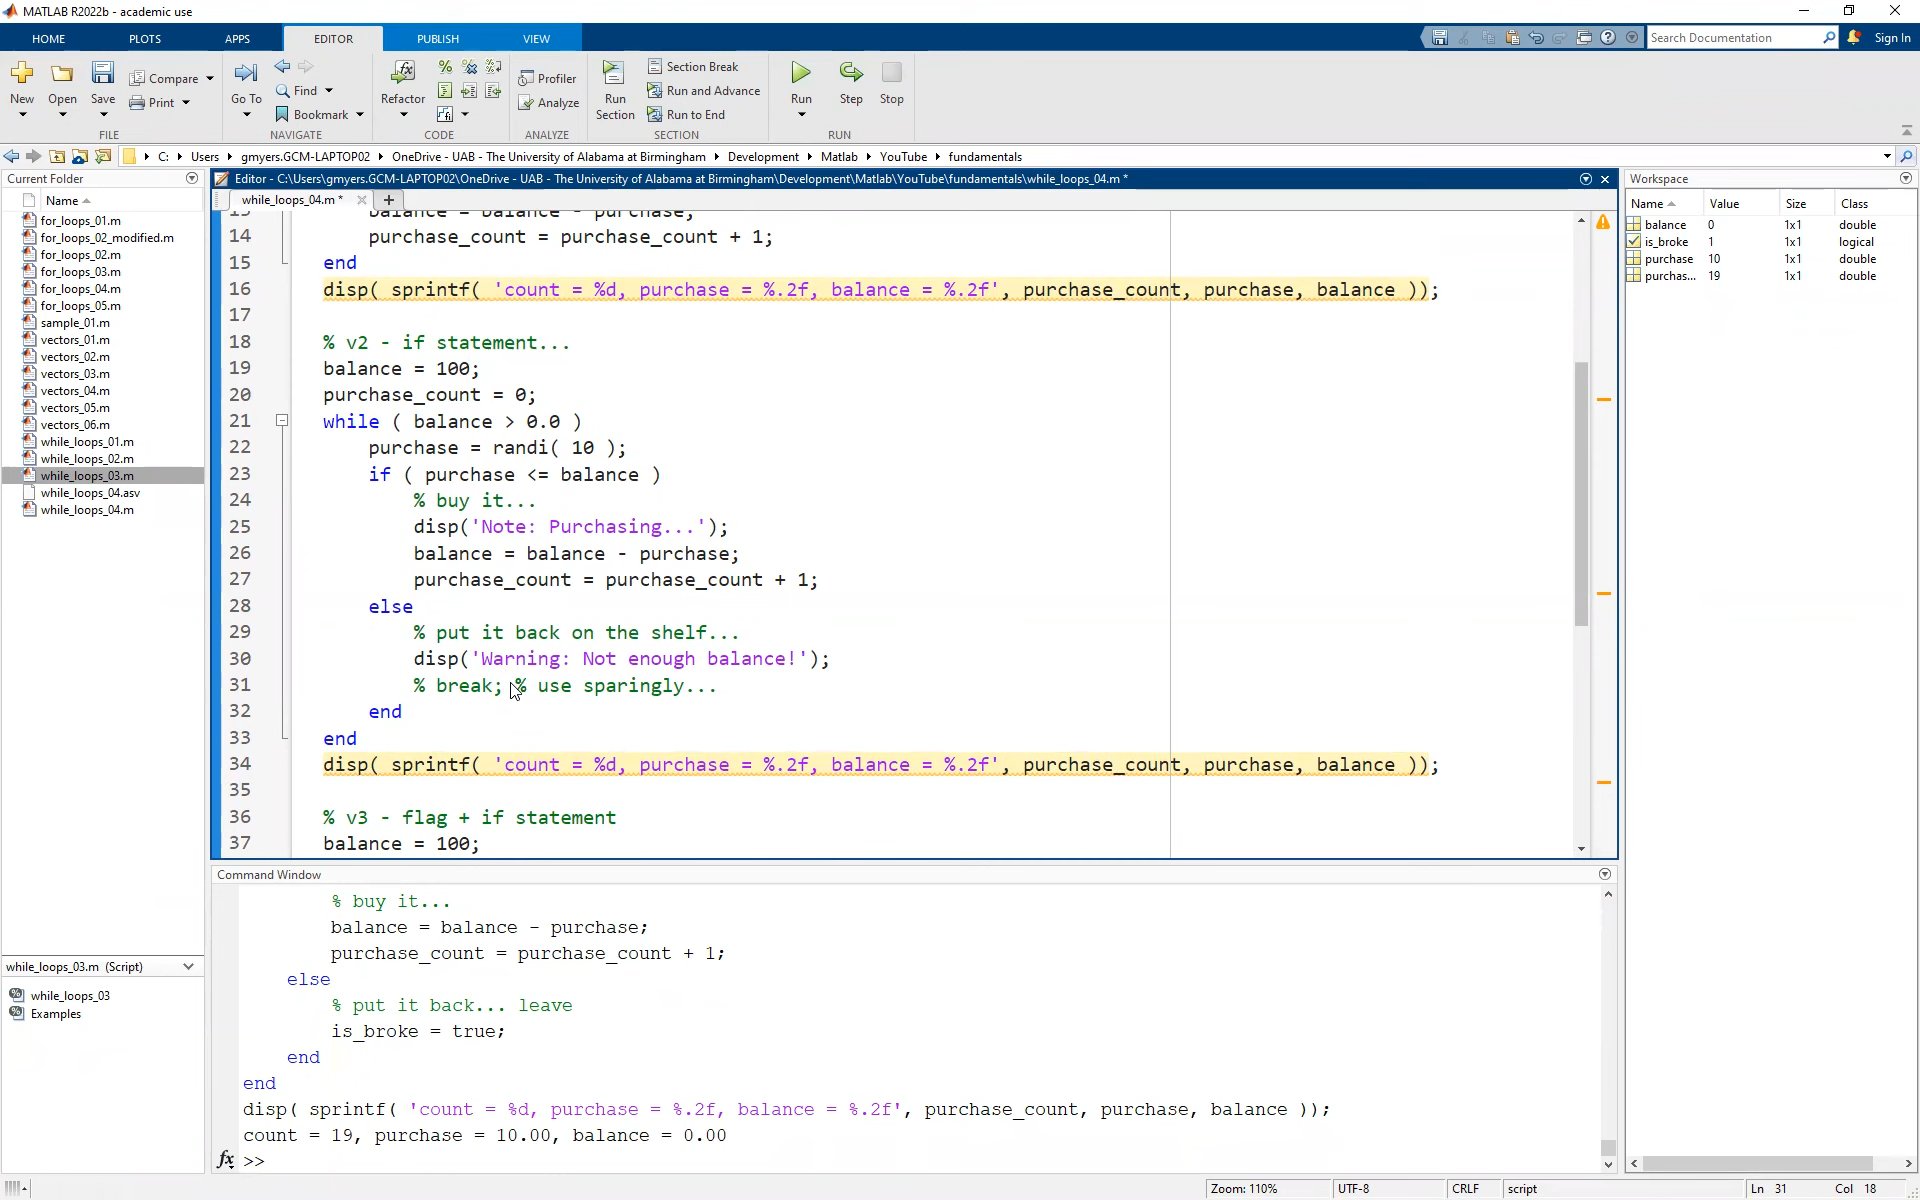 MATLAB R2022b - academic use
HOME PLOTS APPS EDITOR PUBLISH VIEW
Search Documentation
Sign In
New Open Save
Compare
Print
FILE
Go To
Find
Bookmark
NAVIGATE
Refactor
CODE
Profiler
Analyze
ANALYZE
Run Section
Section Break
Run and Advance
Run to End
SECTION
Run Step Stop
RUN
C: Users gmyers.GCM-LAPTOP02 OneDrive - UAB - The University of Alabama at Birmingham Development Matlab YouTube fundamentals
Current Folder
Name
for_loops_01.m
for_loops_02_modified.m
for_loops_02.m
for_loops_03.m
for_loops_04.m
for_loops_05.m
sample_01.m
vectors_01.m
vectors_02.m
vectors_03.m
vectors_04.m
vectors_05.m
vectors_06.m
while_loops_01.m
while_loops_02.m
while_loops_03.m
while_loops_04.asv
while_loops_04.m
while_loops_03.m (Script)
while_loops_03
Examples
Editor - C:\Users\gmyers.GCM-LAPTOP02\OneDrive - UAB - The University of Alabama at Birmingham\Development\Matlab\YouTube\fundamentals\while_loops_04.m *
while_loops_04.m *
13 balance = balance - purchase;
14 purchase_count = purchase_count + 1;
15 end
16 disp( sprintf( 'count = %d, purchase = %.2f, balance = %.2f', purchase_count, purchase, balance ));
17
18 % v2 - if statement...
19 balance = 100;
20 purchase_count = 0;
21 while ( balance > 0.0 )
22 purchase = randi( 10 );
23 if ( purchase <= balance )
24 % buy it...
25 disp('Note: Purchasing...');
26 balance = balance - purchase;
27 purchase_count = purchase_count + 1;
28 else
29 % put it back on the shelf...
30 disp('Warning: Not enough balance!');
31 % break; % use sparingly...
32 end
33 end
34 disp( sprintf( 'count = %d, purchase = %.2f, balance = %.2f', purchase_count, purchase, balance ));
35
36 % v3 - flag + if statement
37 balance = 100;
Command Window
% buy it...
balance = balance - purchase;
purchase_count = purchase_count + 1;
else
% put it back... leave
is_broke = true;
end
end
disp( sprintf( 'count = %d, purchase = %.2f, balance = %.2f', purchase_count, purchase, balance ));
count = 19, purchase = 10.00, balance = 0.00
fx >>
Workspace
Name Value Size Class
balance 0 1x1 double
is_broke 1 1x1 logical
purchase 10 1x1 double
purchas... 19 1x1 double
Zoom: 110% UTF-8 CRLF script Ln 31 Col 18